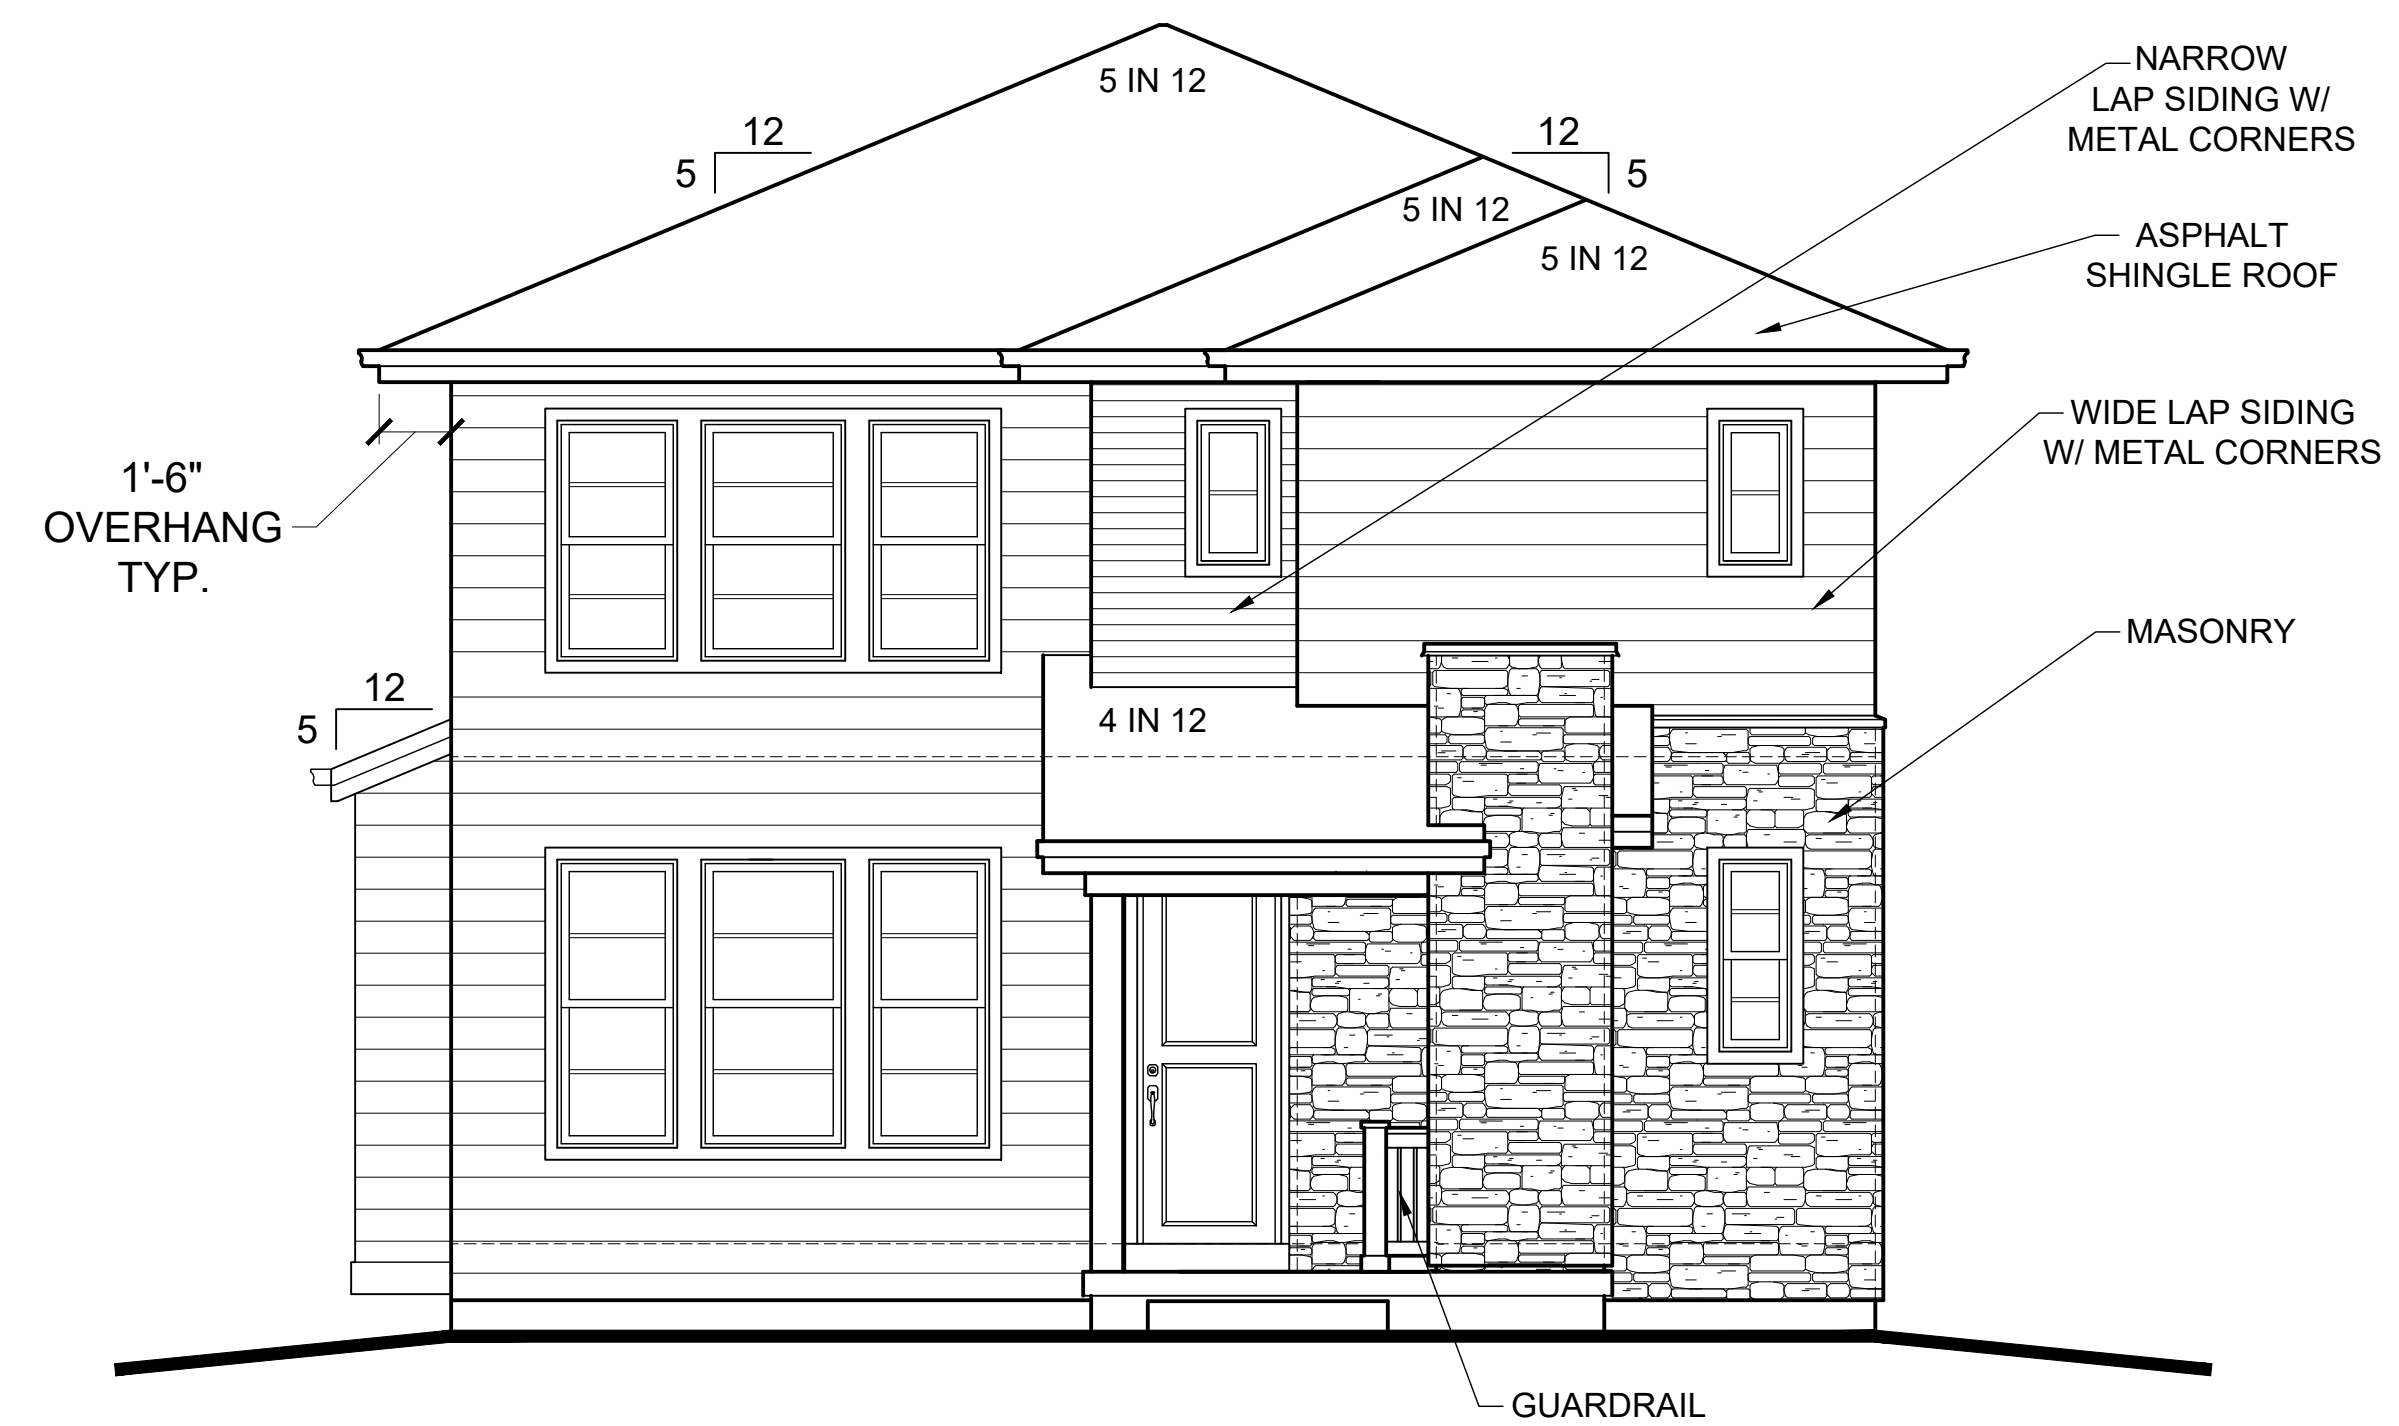 5 IN 12
12
5
12
5
5 IN 12
5 IN 12
NARROW
LAP SIDING W/
METAL CORNERS
ASPHALT
SHINGLE ROOF
WIDE LAP SIDING
W/ METAL CORNERS
1'-6"
OVERHANG
TYP.
MASONRY
12
5
4 IN 12
GUARDRAIL